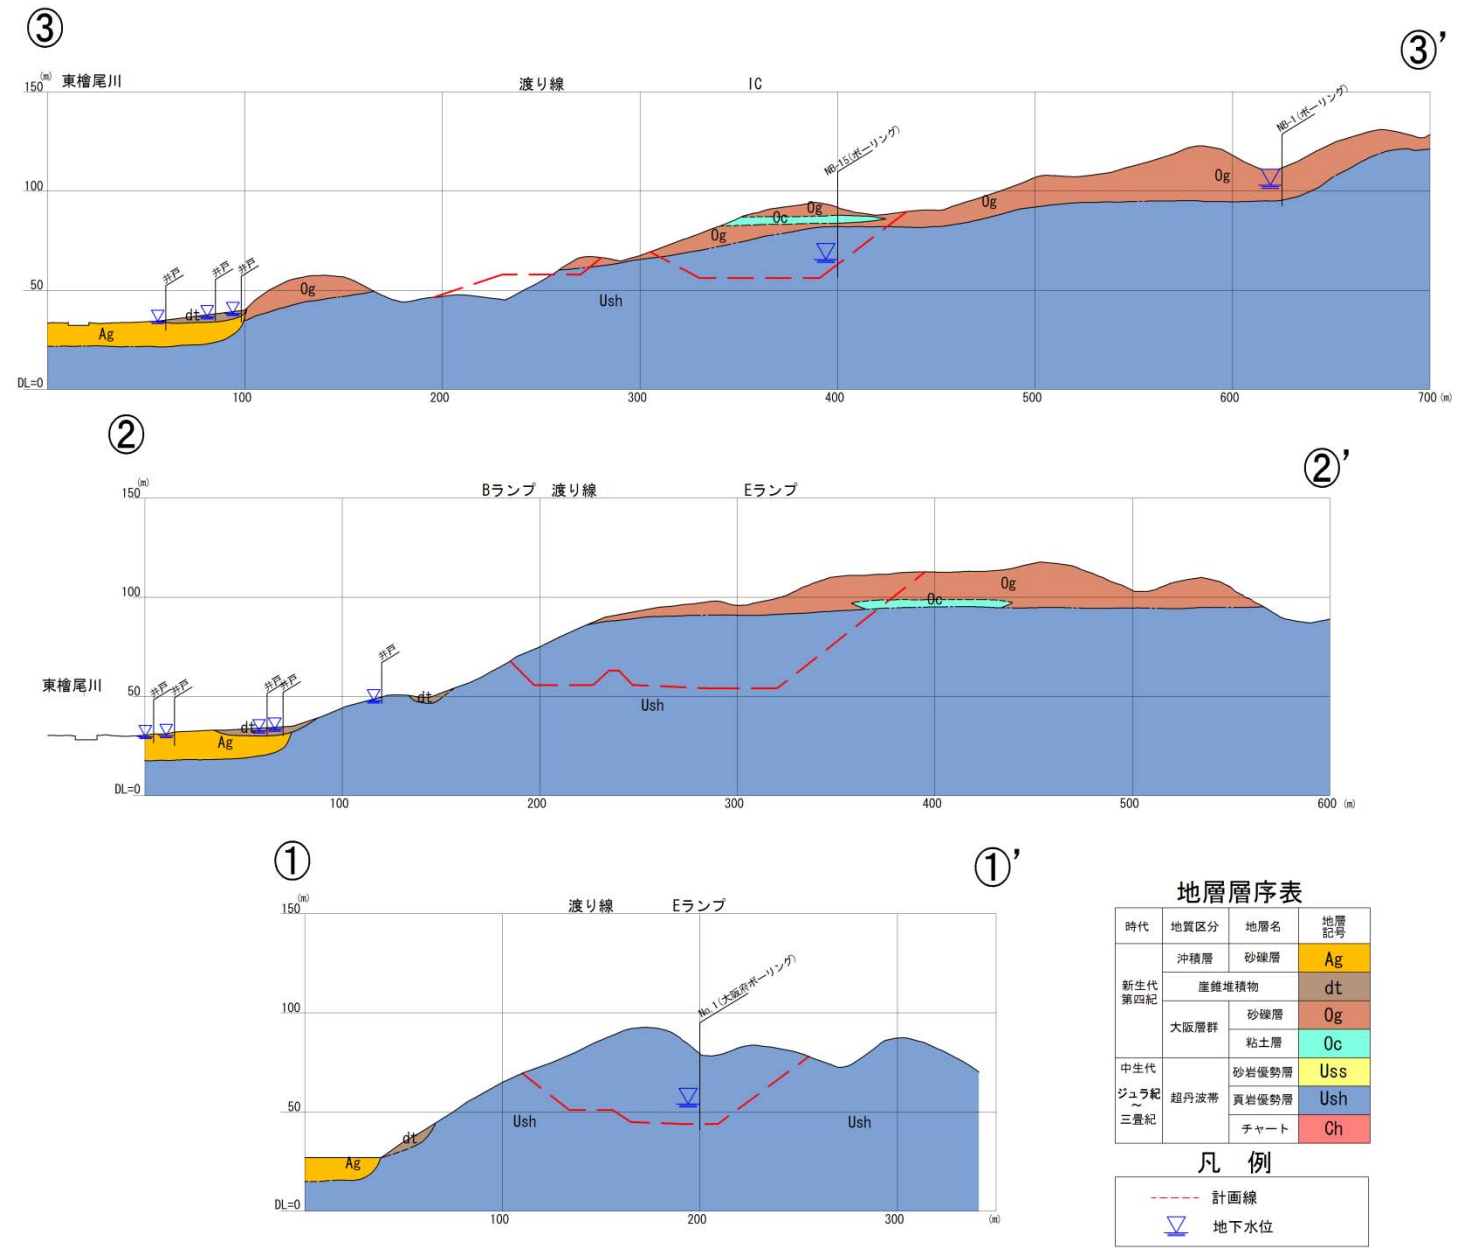 ③
③’
(m)
150
東檜尾川
渡り線
IC
NB-15(ボーリング)
NB-1(ボーリング)
100
50
DL=0
井戸
井戸
井戸
dt
Ag
Og
Og
Oc
Og
Og
Og
Ush
100
200
300
400
500
600
700 (m)
②
②’
(m)
150
Bランプ 渡り線
Eランプ
100
50
DL=0
東檜尾川
井戸
井戸
井戸
井戸
井戸
dt
Ag
dt
Ush
Oc
Og
100
200
300
400
500
600 (m)
①
①’
(m)
150
渡り線
Eランプ
No.1(大阪府ボーリング)
100
50
DL=0
dt
Ag
Ush
Ush
100
200
300
(m)
地層層序表
時代 地質区分 地層名 地層記号
新生代 第四紀
沖積層 砂礫層 Ag
崖錐堆積物 dt
大阪層群 砂礫層 Og
粘土層 Oc
中生代 ジュラ紀 ~ 三畳紀
超丹波帯 砂岩優勢層 Uss
頁岩優勢層 Ush
チャート Ch
凡 例
計画線
地下水位